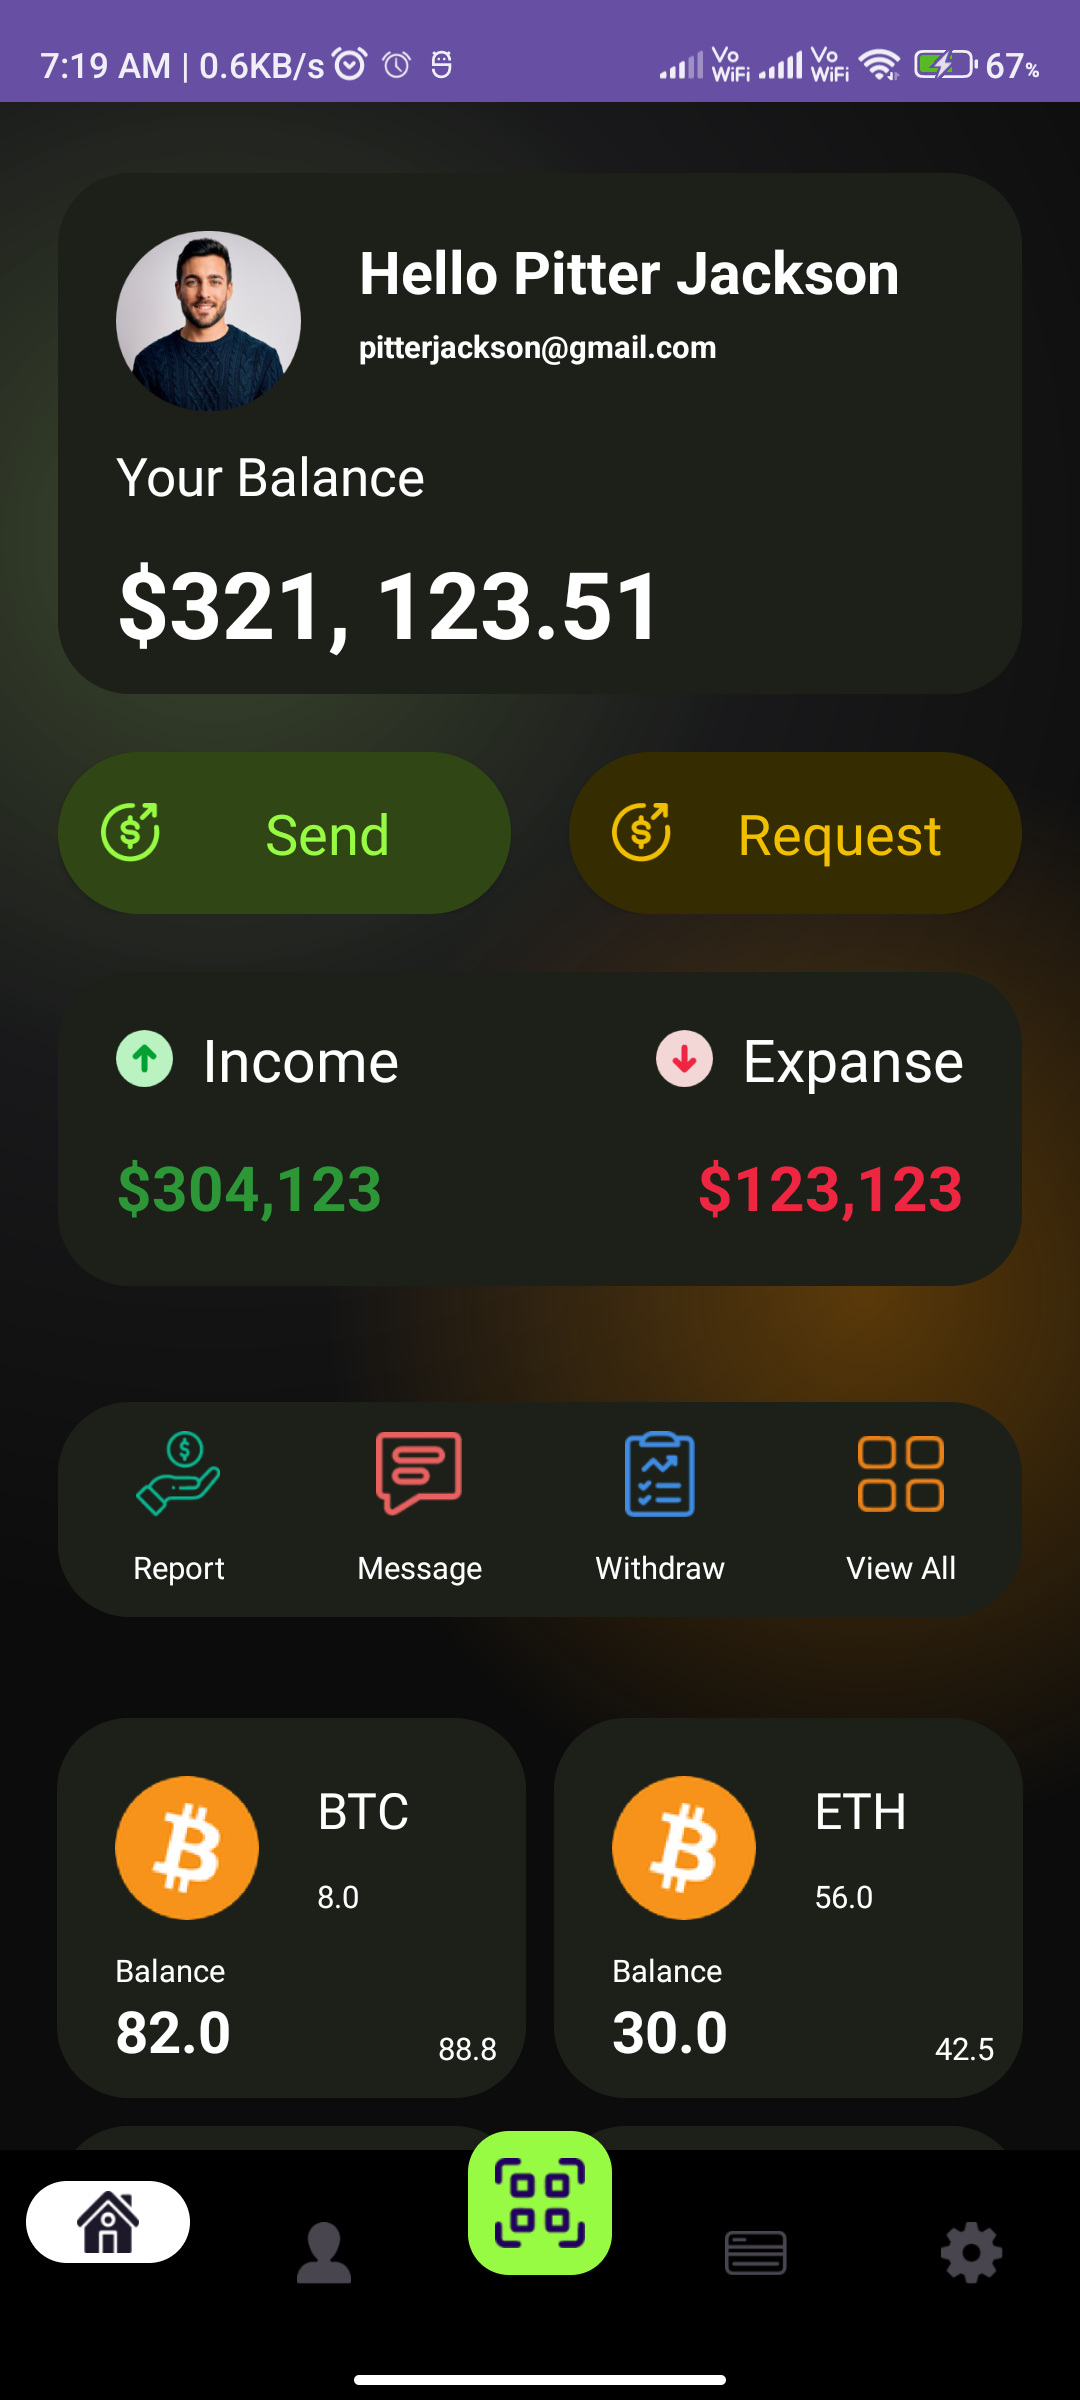 7:19 AM | 0.6KB/s Vo WiFi Vo WiFi 67%
Hello Pitter Jackson
pitterjackson@gmail.com
Your Balance
$321, 123.51
Send Request
Income Expanse
$304,123 $123,123
Report Message Withdraw View All
BTC ETH
8.0 56.0
Balance Balance
82.0 88.8 30.0 42.5